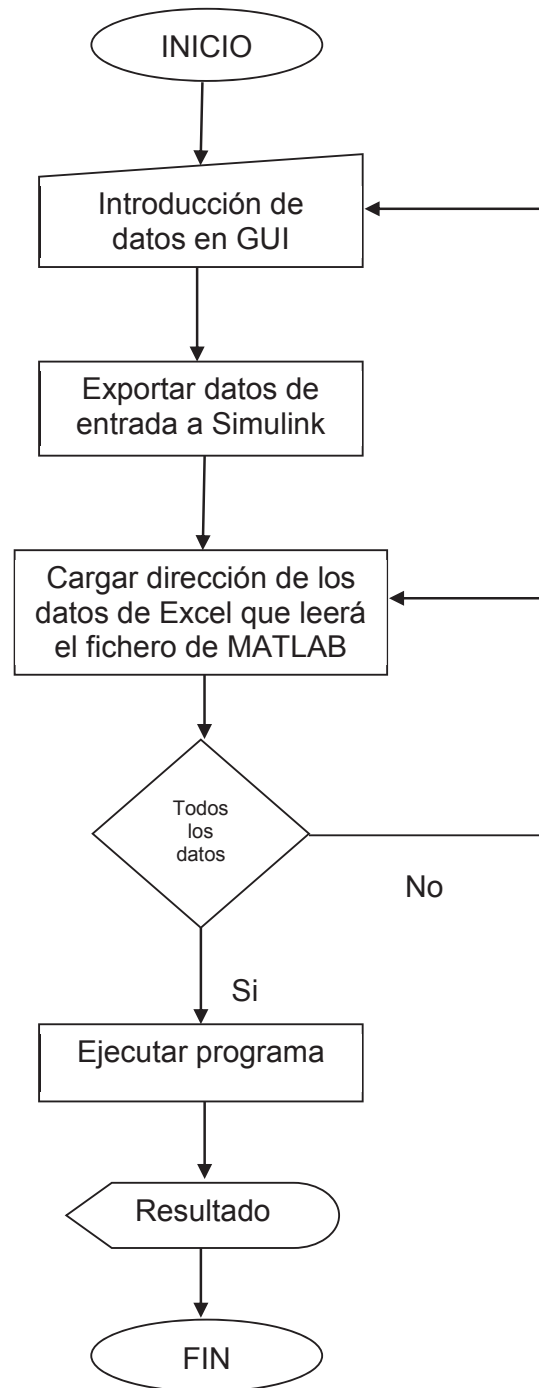 INICIO
Introducción de
datos en GUI
Exportar datos de
entrada a Simulink
Cargar dirección de los
datos de Excel que leerá
el fichero de MATLAB
Todos
los
datos
No
Si
Ejecutar programa
Resultado
FIN